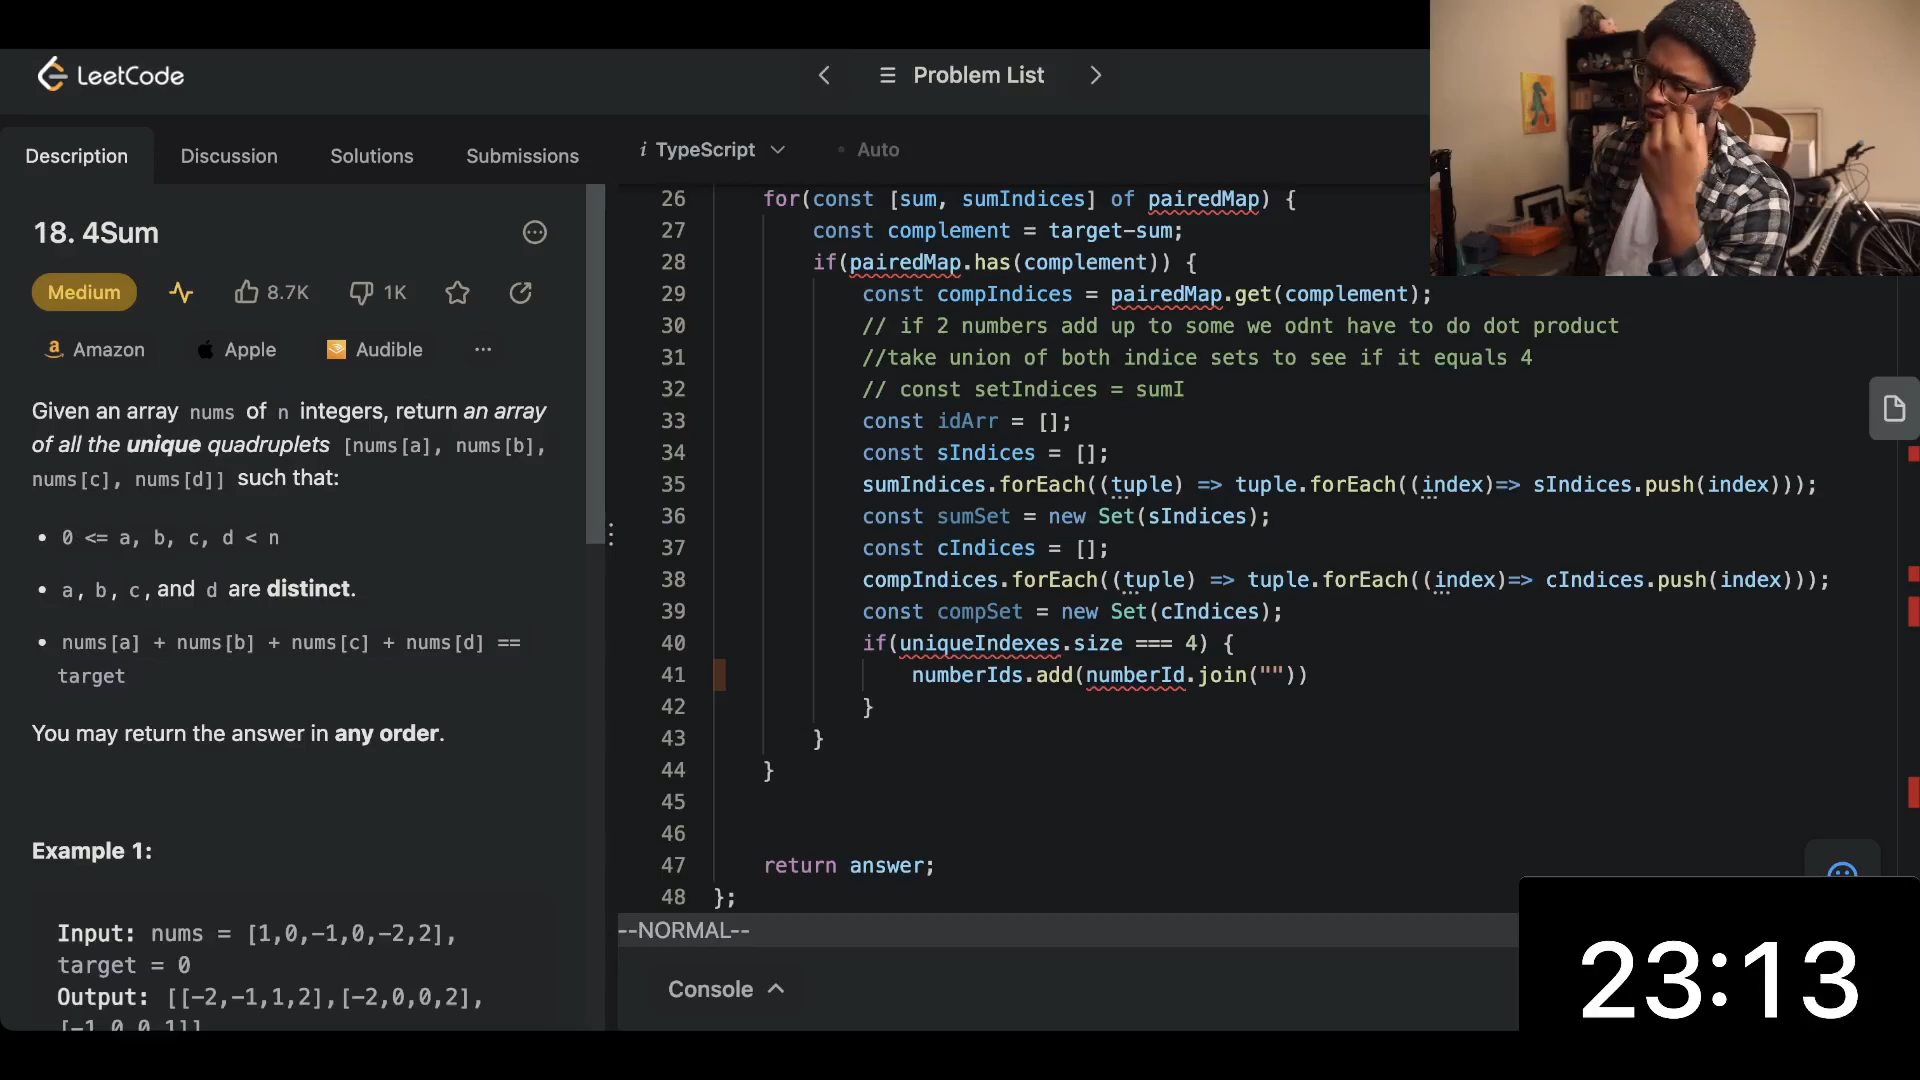 LeetCode
Problem List
Description Discussion Solutions Submissions
i TypeScript
• Auto
18. 4Sum
Medium 8.7K 1K
Amazon Apple Audible ...
Given an array nums of n integers, return an array
of all the unique quadruplets [nums[a], nums[b],
nums[c], nums[d]] such that:
• 0 <= a, b, c, d < n
• a, b, c, and d are distinct.
• nums[a] + nums[b] + nums[c] + nums[d] ==
target
You may return the answer in any order.
Example 1:
Input: nums = [1,0,-1,0,-2,2],
target = 0
Output: [[-2,-1,1,2],[-2,0,0,2],
[-1,0,0,1]]
26 for(const [sum, sumIndices] of pairedMap) {
27 const complement = target-sum;
28 if(pairedMap.has(complement)) {
29 const compIndices = pairedMap.get(complement);
30 // if 2 numbers add up to some we odnt have to do dot product
31 //take union of both indice sets to see if it equals 4
32 // const setIndices = sumI
33 const idArr = [];
34 const sIndices = [];
35 sumIndices.forEach((tuple) => tuple.forEach((index)=> sIndices.push(index)));
36 const sumSet = new Set(sIndices);
37 const cIndices = [];
38 compIndices.forEach((tuple) => tuple.forEach((index)=> cIndices.push(index)));
39 const compSet = new Set(cIndices);
40 if(uniqueIndexes.size === 4) {
41 numberIds.add(numberId.join(""))
42 }
43 }
44 }
45
46
47 return answer;
48 };
--NORMAL--
Console
23:13